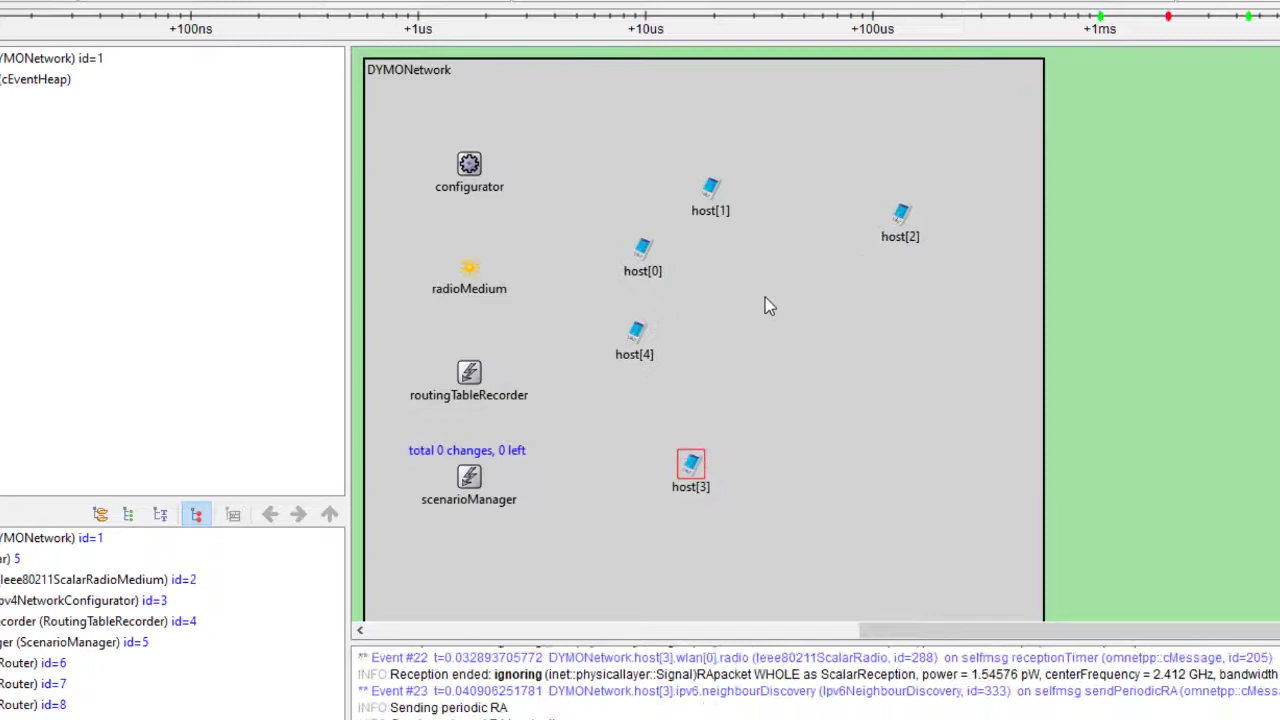 +100ns
+1us
+10us
+100us
+1ms
YMONetwork) id=1
(cEventHeap)
DYMONetwork
configurator
host[1]
host[2]
host[0]
radioMedium
host[4]
routingTableRecorder
total 0 changes, 0 left
host[3]
scenarioManager
YMONetwork) id=1
ar) 5
Ieee80211ScalarRadioMedium) id=2
pv4NetworkConfigurator) id=3
ecorder (RoutingTableRecorder) id=4
ger (ScenarioManager) id=5
Router) id=6
Router) id=7
Router) id=8
** Event #22 t=0.032893705772 DYMONetwork.host[3].wlan[0].radio (Ieee80211ScalarRadio, id=288) on selfmsg receptionTimer (omnetpp::cMessage, id=205)
INFO:Reception ended: ignoring (inet::physicallayer::Signal)RApacket WHOLE as ScalarReception, power = 1.54576 pW, centerFrequency = 2.412 GHz, bandwidth
** Event #23 t=0.040906251781 DYMONetwork.host[3].ipv6.neighbourDiscovery (Ipv6NeighbourDiscovery, id=333) on selfmsg sendPeriodicRA (omnetpp::cMess
INFO:Sending periodic RA